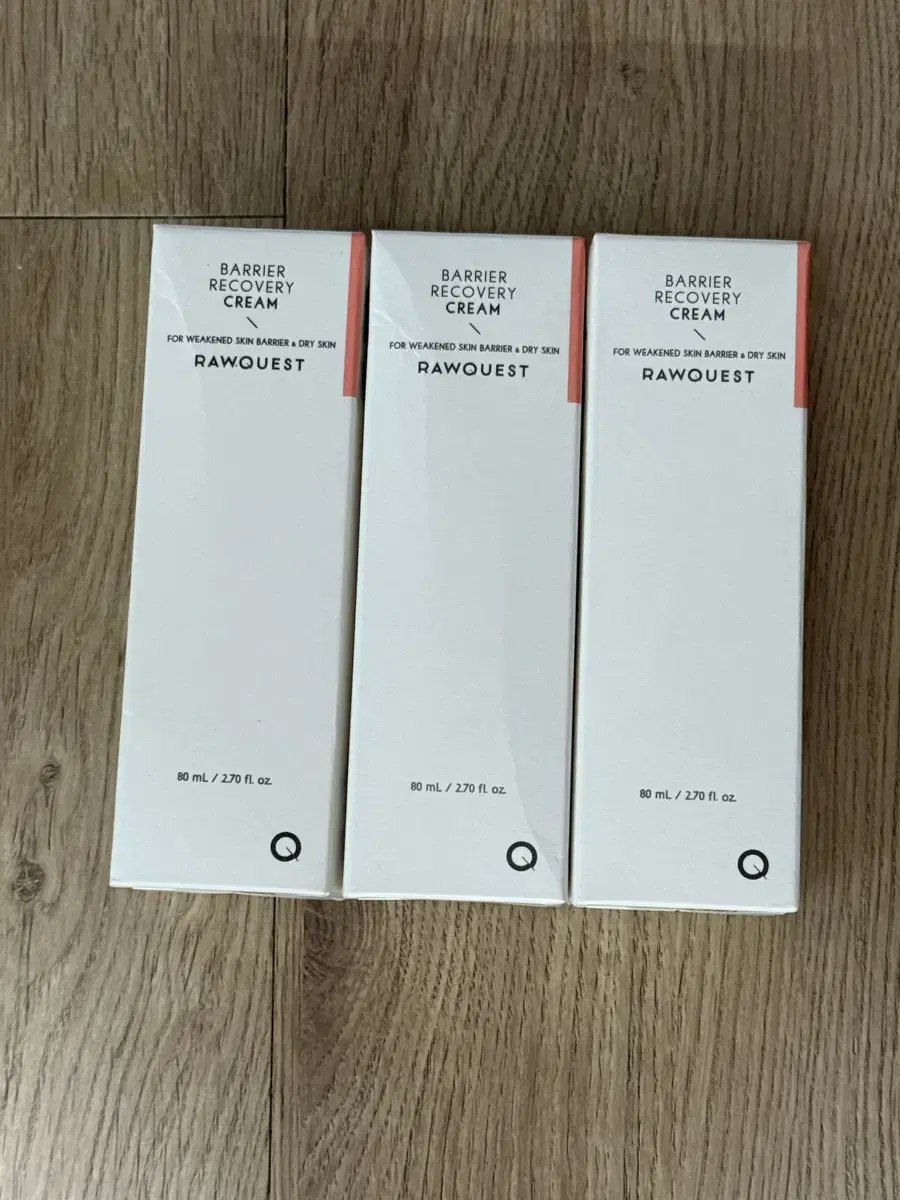 BARRIER
RECOVERY
CREAM
FOR WEAKENED SKIN BARRIER & DRY SKIN
RAWQUEST
80 mL / 2.70 fl. oz.
Q
BARRIER
RECOVERY
CREAM
FOR WEAKENED SKIN BARRIER & DRY SKIN
RAWQUEST
80 mL / 2.70 fl. oz.
Q
BARRIER
RECOVERY
CREAM
FOR WEAKENED SKIN BARRIER & DRY SKIN
RAWQUEST
80 mL / 2.70 fl. oz.
Q